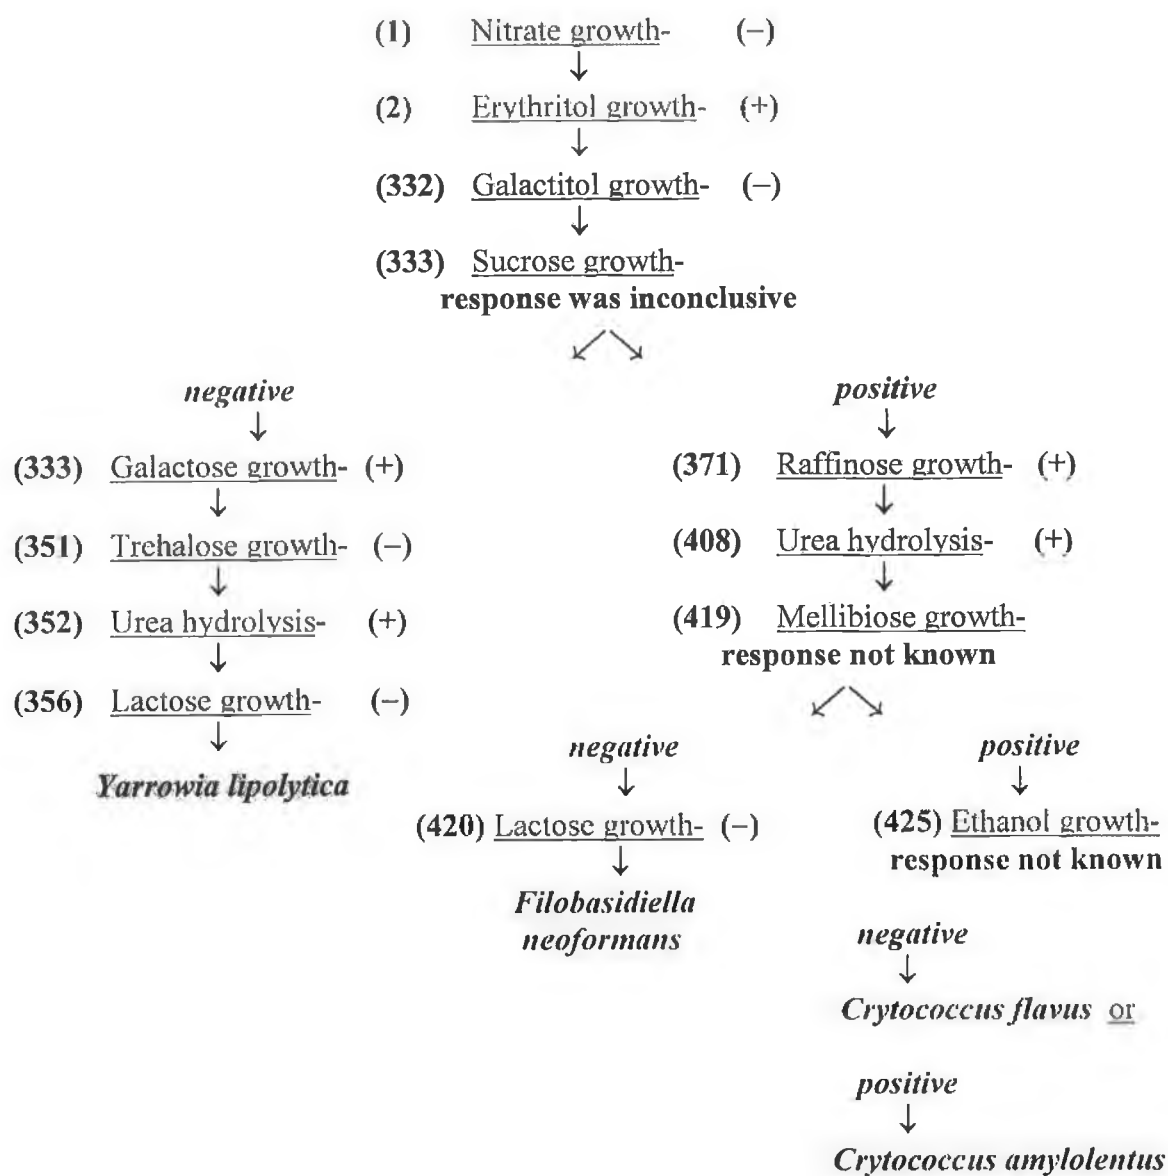 (1) Nitrate growth- (–)
(2) Erythritol growth- (+)
(332) Galactitol growth- (–)
(333) Sucrose growth-
response was inconclusive
negative
(333) Galactose growth- (+)
(351) Trehalose growth- (–)
(352) Urea hydrolysis- (+)
(356) Lactose growth- (–)
Yarrowia lipolytica
positive
(371) Raffinose growth- (+)
(408) Urea hydrolysis- (+)
(419) Mellibiose growth-
response not known
negative
(420) Lactose growth- (–)
Filobasidiella
neoformans
positive
(425) Ethanol growth-
response not known
negative
Crytococcus flavus or
positive
Crytococcus amylolentus